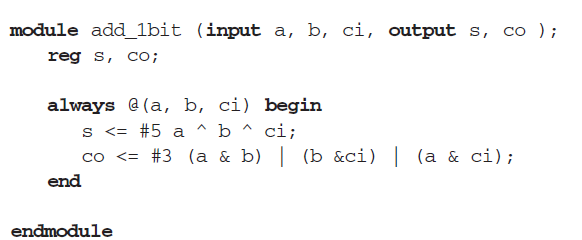 module add_1bit (input a, b, ci, output s, co );
reg s, co;
always @(a, b, ci) begin
s <= #5 a ^ b ^ ci;
co <= #3 (a & b) | (b &ci) | (a & ci);
end
endmodule